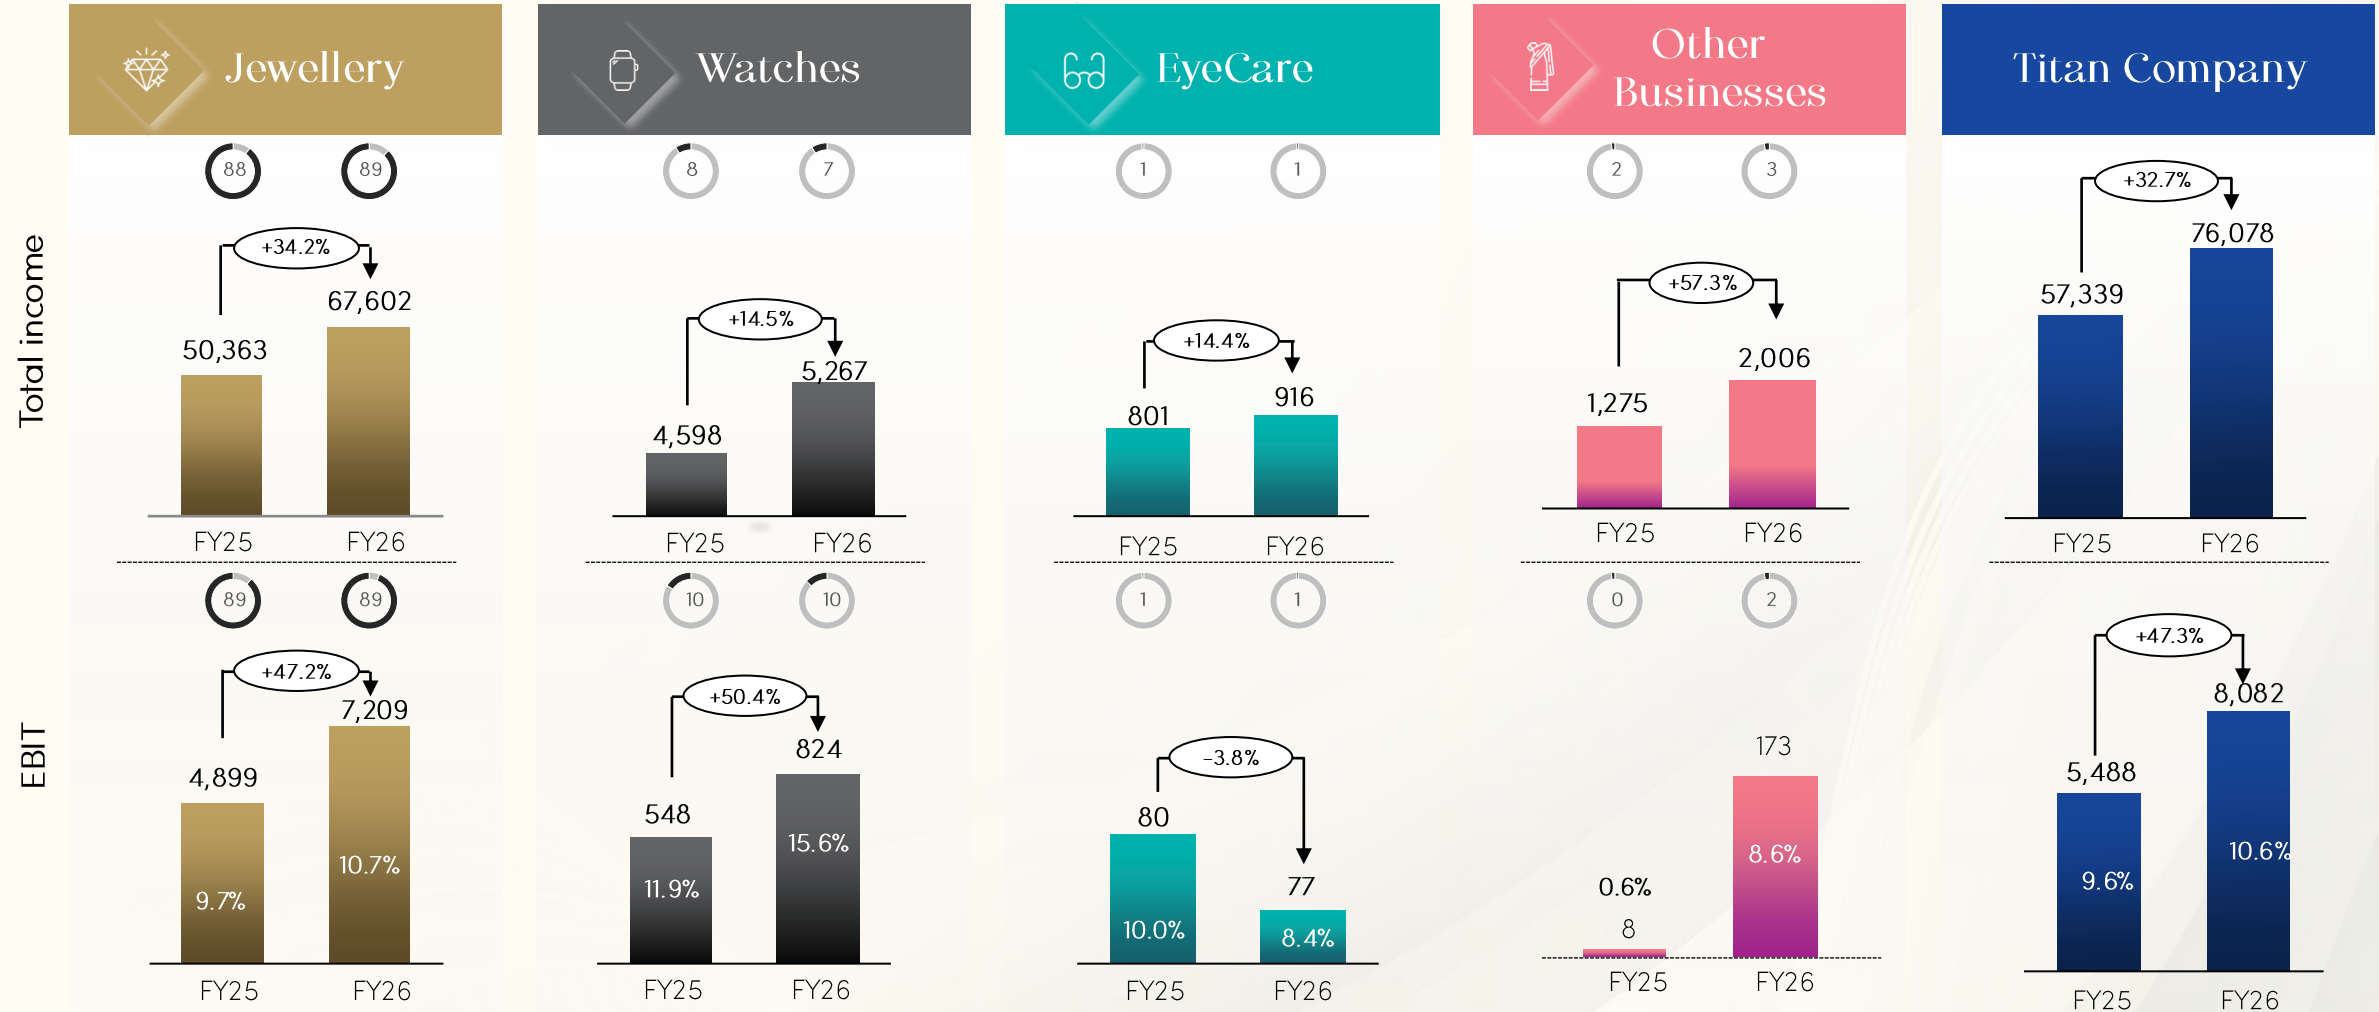 Jewellery
Watches
EyeCare
Other
Businesses
Titan Company
Total income
88
89
+34.2%
50,363
67,602
FY25
FY26
8
7
+14.5%
4,598
5,267
FY25
FY26
1
1
+14.4%
801
916
FY25
FY26
2
3
+57.3%
1,275
2,006
FY25
FY26
+32.7%
57,339
76,078
FY25
FY26
EBIT
89
89
+47.2%
4,899
7,209
9.7%
10.7%
FY25
FY26
10
10
+50.4%
548
824
11.9%
15.6%
FY25
FY26
1
1
-3.8%
80
77
10.0%
8.4%
FY25
FY26
0
2
173
0.6%
8
8.6%
FY25
FY26
+47.3%
5,488
8,082
9.6%
10.6%
FY25
FY26